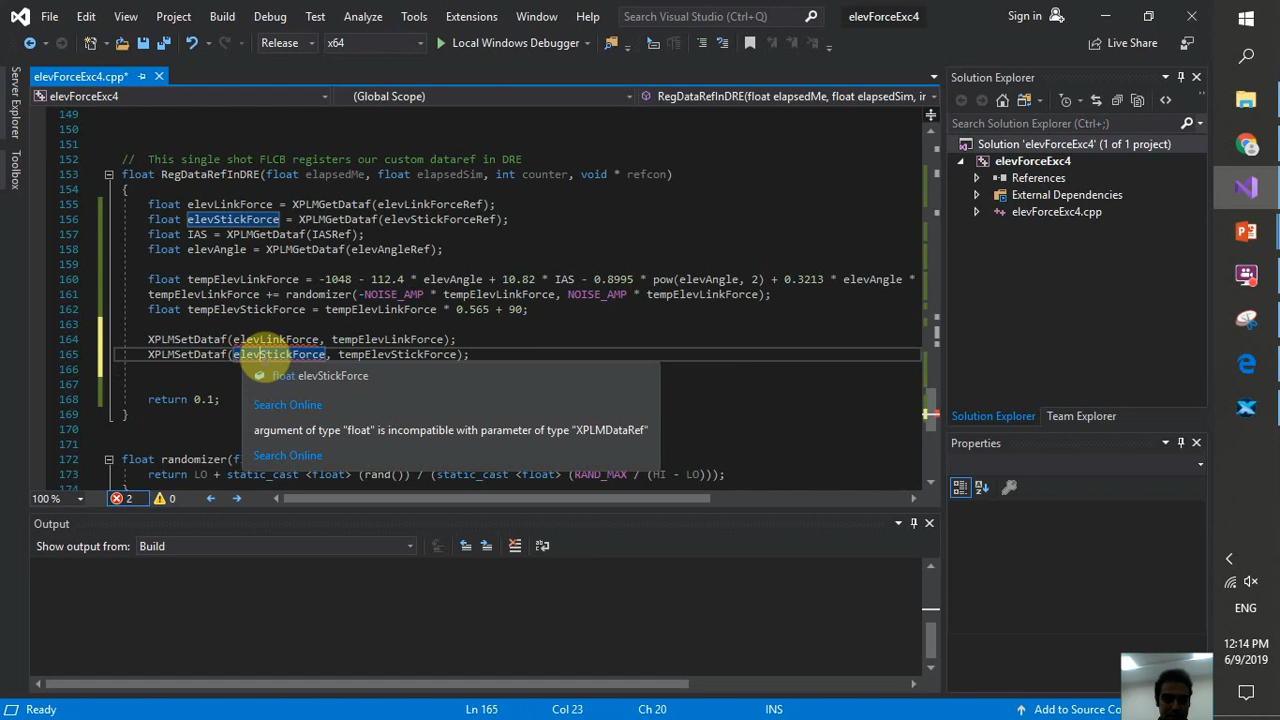 File Edit View Project Build Debug Test Analyze Tools Extensions Window Help Search Visual Studio (Ctrl+Q) elevForceExc4 Sign in
Release x64 Local Windows Debugger Live Share
Server Explorer
Toolbox
elevForceExc4.cpp*
elevForceExc4 (Global Scope) RegDataRefInDRE(float elapsedMe, float elapsedSim, ir
149
150
151
152 // This single shot FLCB registers our custom dataref in DRE
153 float RegDataRefInDRE(float elapsedMe, float elapsedSim, int counter, void * refcon)
154 {
155 float elevLinkForce = XPLMGetDataf(elevLinkForceRef);
156 float elevStickForce = XPLMGetDataf(elevStickForceRef);
157 float IAS = XPLMGetDataf(IASRef);
158 float elevAngle = XPLMGetDataf(elevAngleRef);
159
160 float tempElevLinkForce = -1048 - 112.4 * elevAngle + 10.82 * IAS - 0.8995 * pow(elevAngle, 2) + 0.3213 * elevAngle *
161 tempElevLinkForce += randomizer(-NOISE_AMP * tempElevLinkForce, NOISE_AMP * tempElevLinkForce);
162 float tempElevStickForce = tempElevLinkForce * 0.565 + 90;
163
164 XPLMSetDataf(elevLinkForce, tempElevLinkForce);
165 XPLMSetDataf(elevStickForce, tempElevStickForce);
166 float elevStickForce
167
Search Online
168 return 0.1;
169 }
argument of type "float" is incompatible with parameter of type "XPLMDataRef"
Search Online
170
171
172 float randomizer(f
173 return LO + static_cast <float> (rand()) / (static_cast <float> (RAND_MAX / (HI - LO)));
174 }
100 % 2 0
Output
Show output from: Build
Solution Explorer
Search Solution Explorer (Ctrl+;)
Solution 'elevForceExc4' (1 of 1 project)
elevForceExc4
References
External Dependencies
elevForceExc4.cpp
Solution Explorer Team Explorer
Properties
ENG
12:14 PM
6/9/2019
Ready Ln 165 Col 23 Ch 20 INS Add to Source Co